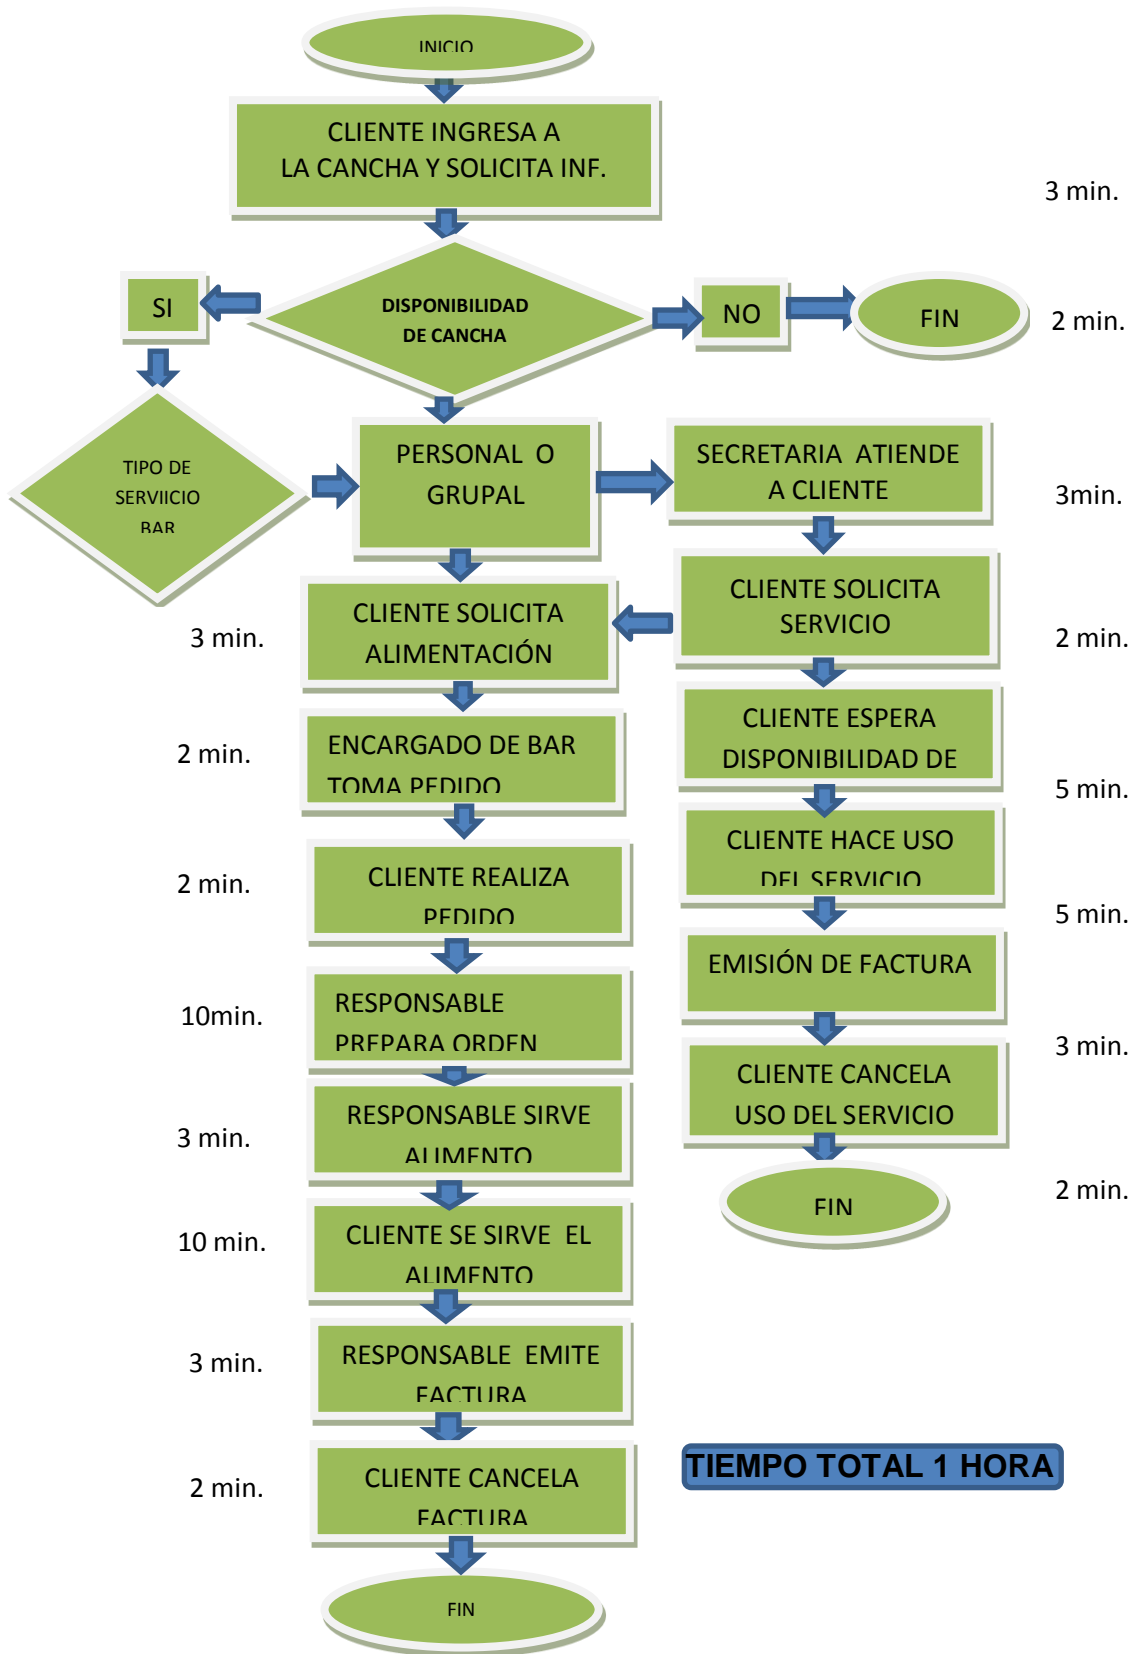 INICIO
CLIENTE INGRESA A
LA CANCHA Y SOLICITA INF.
3 min.
SI
DISPONIBILIDAD
DE CANCHA
NO
FIN
2 min.
TIPO DE
SERVIICIO
BAR
PERSONAL O
GRUPAL
SECRETARIA ATIENDE
A CLIENTE
3min.
3 min.
CLIENTE SOLICITA
ALIMENTACIÓN
CLIENTE SOLICITA
SERVICIO
2 min.
2 min.
ENCARGADO DE BAR
TOMA PEDIDO
CLIENTE ESPERA
DISPONIBILIDAD DE
5 min.
2 min.
CLIENTE REALIZA
PEDIDO
CLIENTE HACE USO
DEL SERVICIO
5 min.
10min.
RESPONSABLE
PREPARA ORDEN
EMISIÓN DE FACTURA
3 min.
3 min.
RESPONSABLE SIRVE
ALIMENTO
CLIENTE CANCELA
USO DEL SERVICIO
2 min.
10 min.
CLIENTE SE SIRVE EL
ALIMENTO
FIN
3 min.
RESPONSABLE EMITE
FACTURA
2 min.
CLIENTE CANCELA
FACTURA
TIEMPO TOTAL 1 HORA
FIN